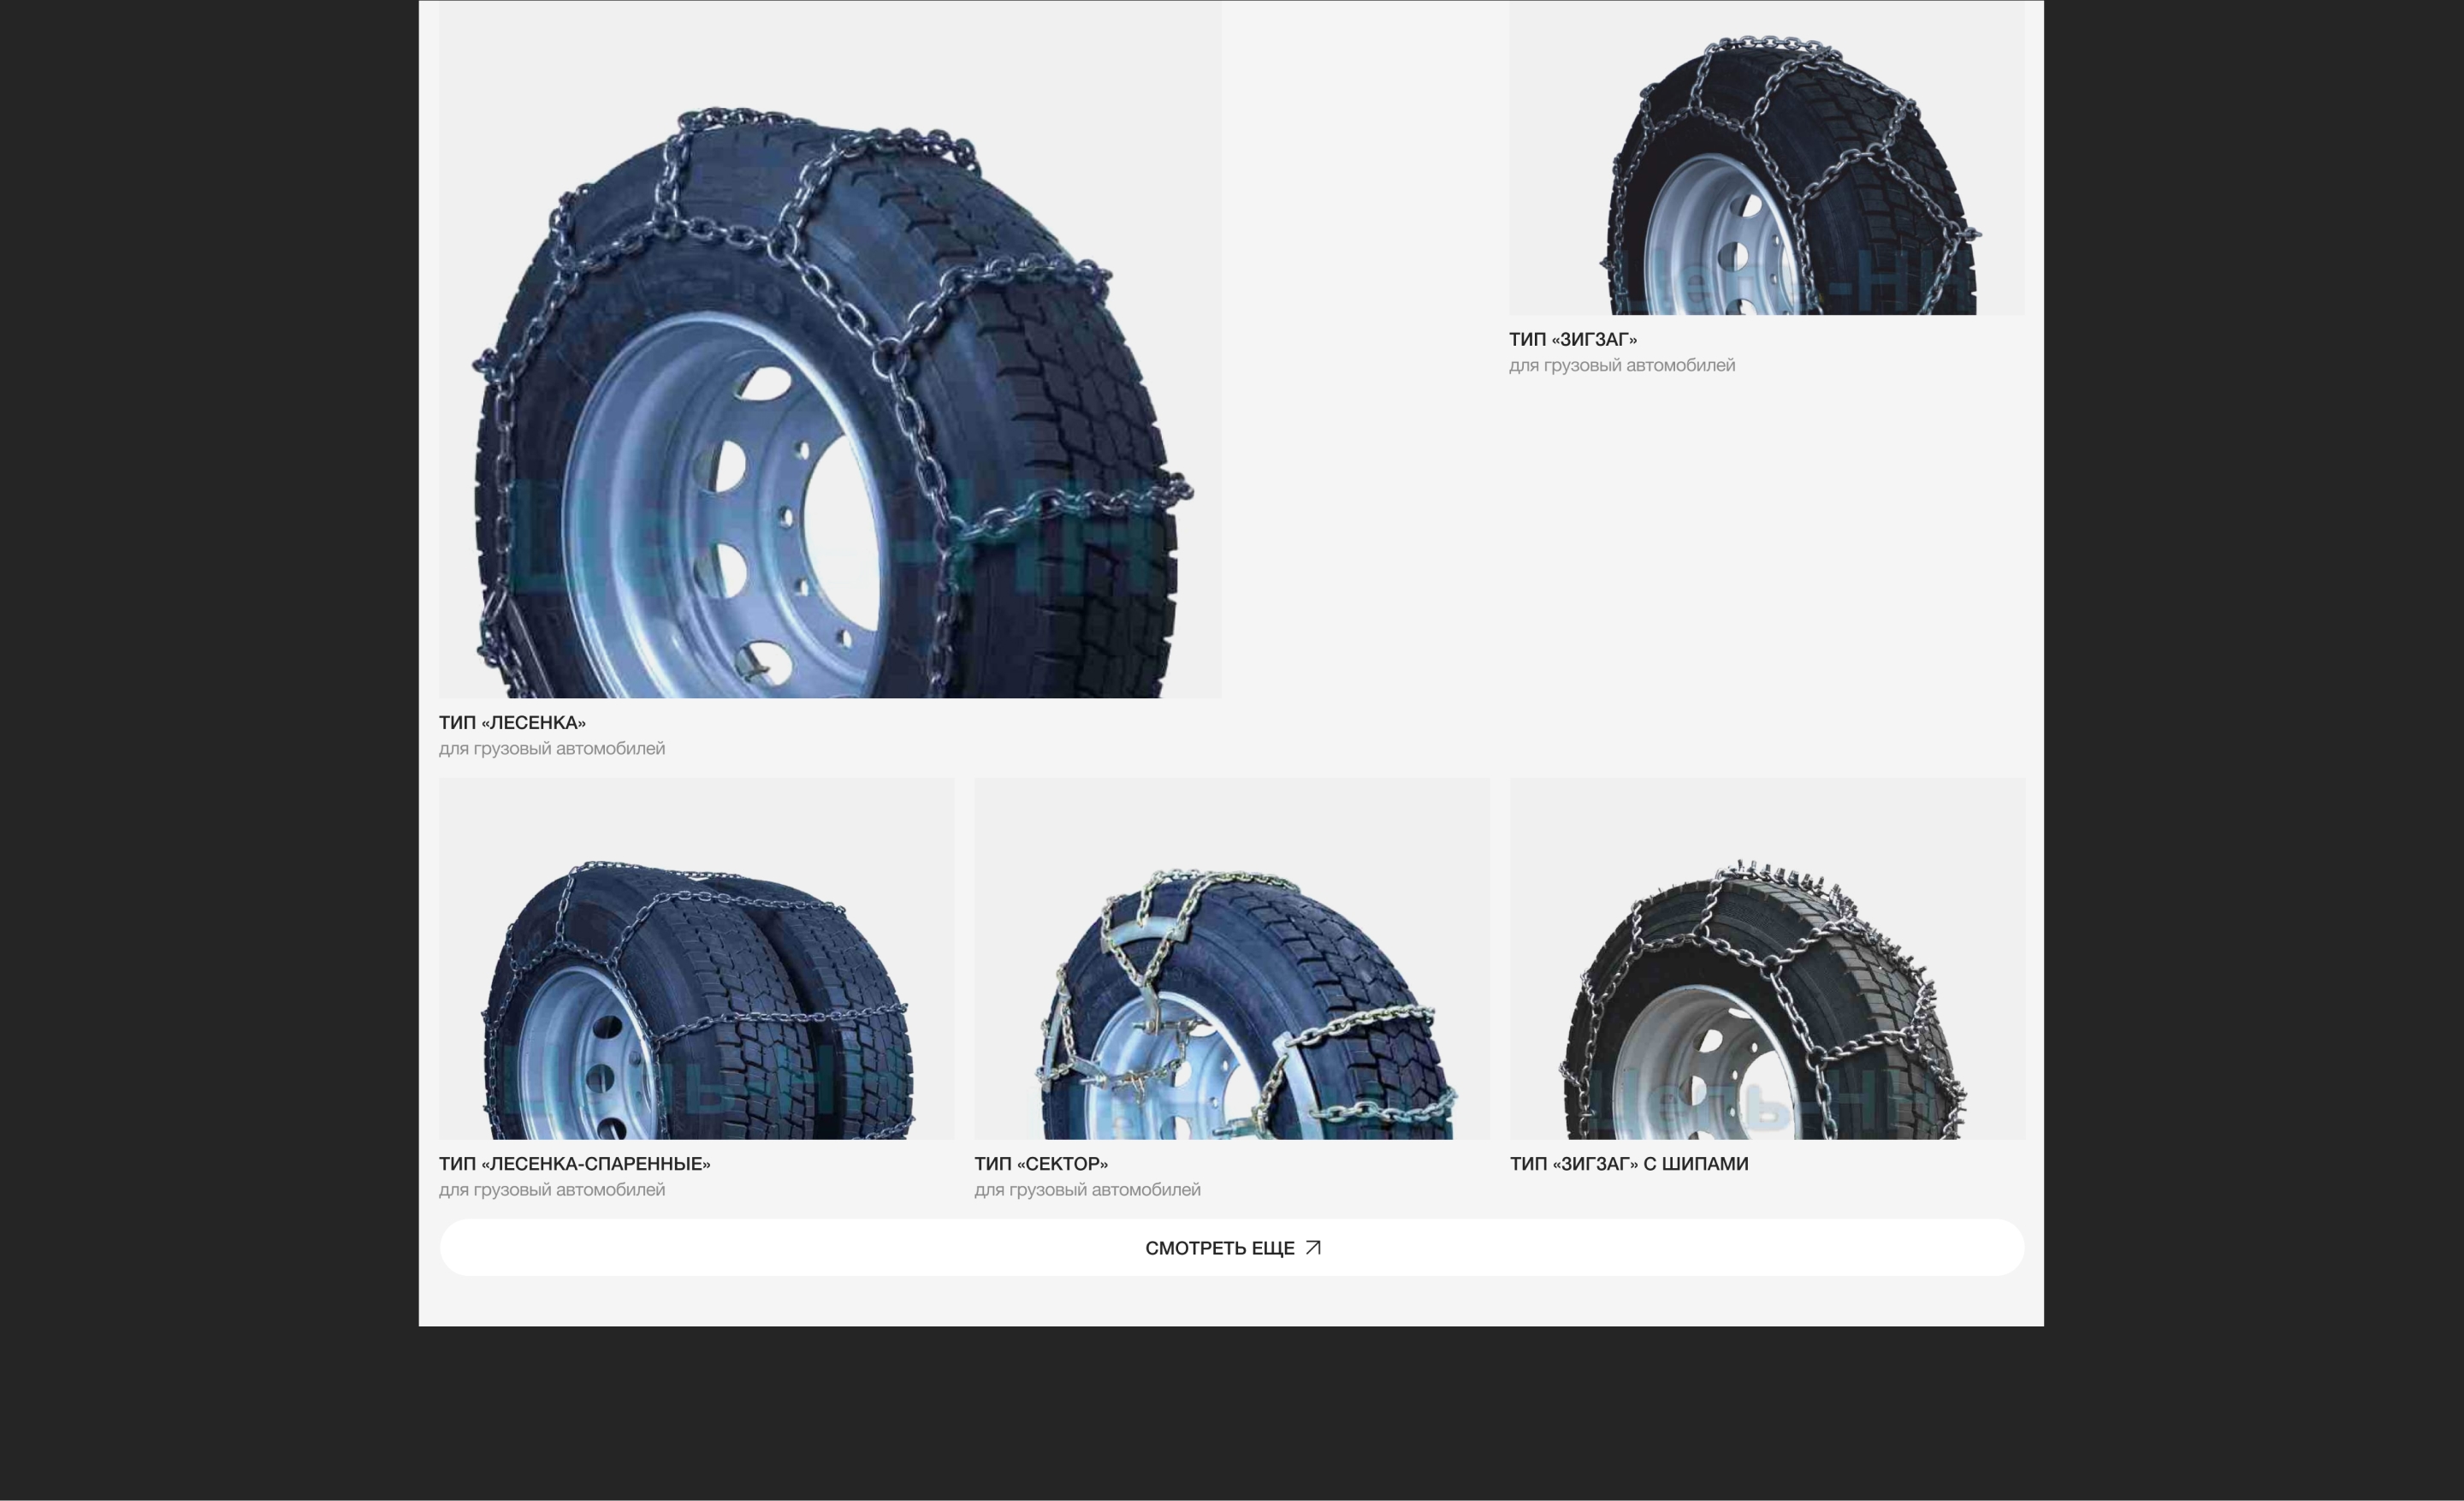 ТИП «ЗИГЗАГ»
для грузовый автомобилей
ТИП «ЛЕСЕНКА»
для грузовый автомобилей
ТИП «ЛЕСЕНКА-СПАРЕННЫЕ»
для грузовый автомобилей
ТИП «СЕКТОР»
для грузовый автомобилей
ТИП «ЗИГЗАГ» С ШИПАМИ
СМОТРЕТЬ ЕЩЕ